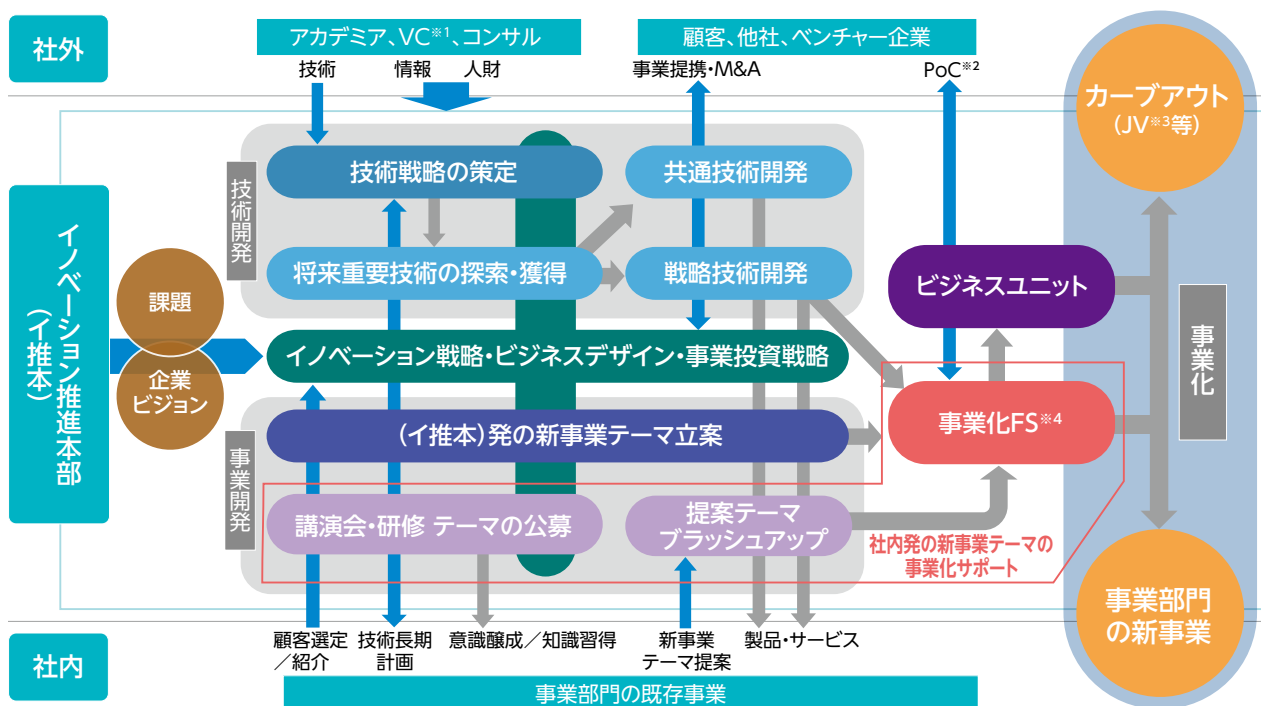 社外
アカデミア、VC※1、コンサル
技術
情報
人財
顧客、他社、ベンチャー企業
事業提携・M&A
PoC※2
カーブアウト
(JV※3等)
イノベーション推進本部
(イ推本)
課題
企業
ビジョン
技術開発
技術戦略の策定
共通技術開発
将来重要技術の探索・獲得
戦略技術開発
イノベーション戦略・ビジネスデザイン・事業投資戦略
事業開発
(イ推本)発の新事業テーマ立案
講演会・研修 テーマの公募
提案テーマ
ブラッシュアップ
ビジネスユニット
事業化FS※4
社内発の新事業テーマの
事業化サポート
事業化
事業部門
の新事業
社内
顧客選定
/紹介
技術長期
計画
意識醸成/知識習得
新事業
テーマ提案
製品・サービス
事業部門の既存事業